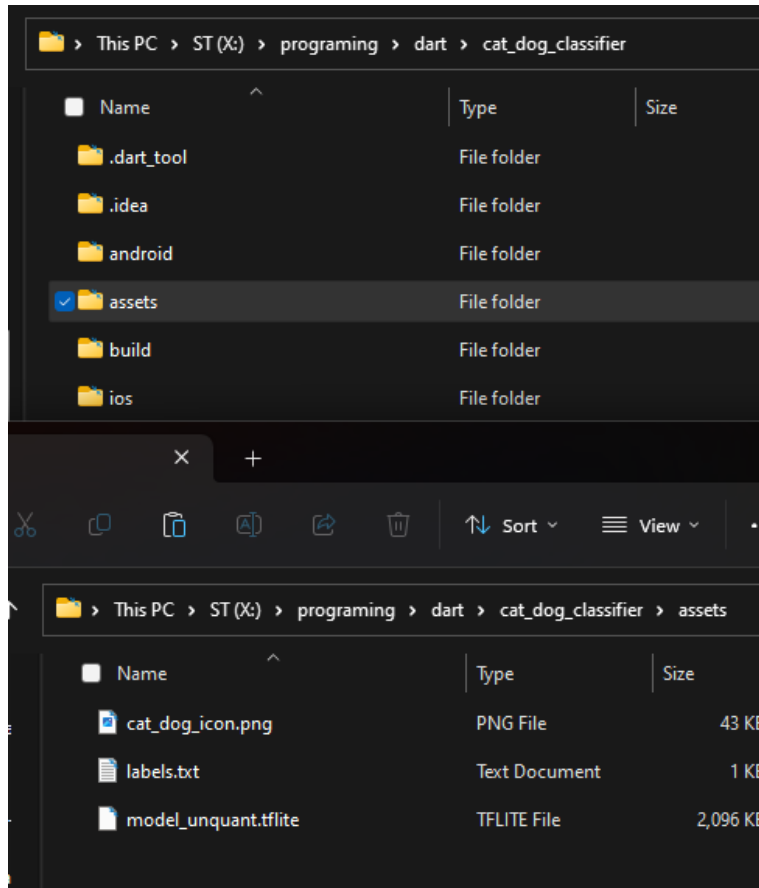 This PC > ST (X:) > programing > dart > cat_dog_classifier
Name Type Size
.dart_tool File folder
.idea File folder
android File folder
assets File folder
build File folder
ios File folder
Sort View
This PC > ST (X:) > programing > dart > cat_dog_classifier > assets
Name Type Size
cat_dog_icon.png PNG File 43 KB
labels.txt Text Document 1 KB
model_unquant.tflite TFLITE File 2,096 KB